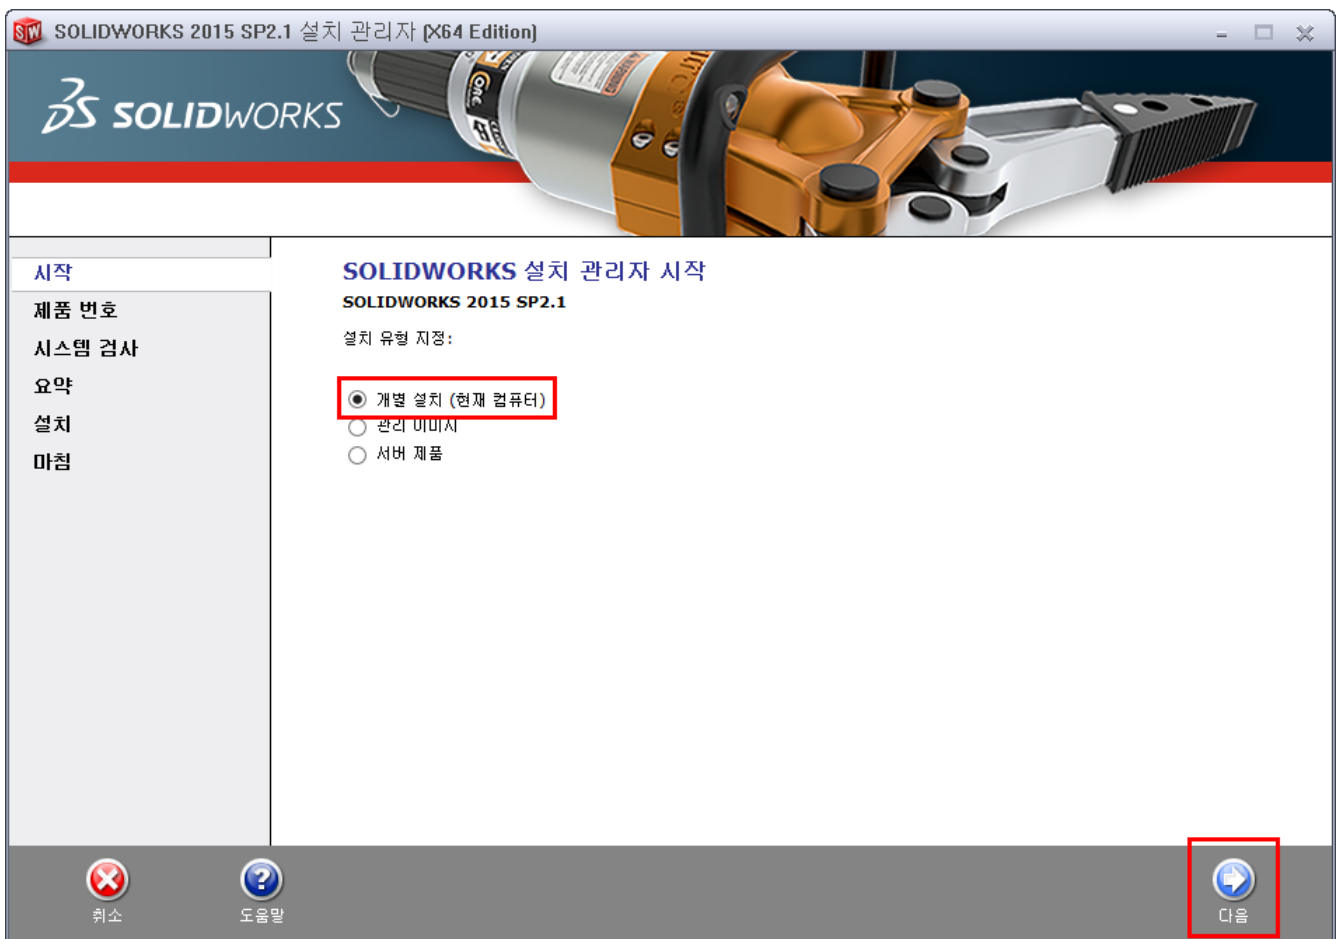 SW SOLIDWORKS 2015 SP2.1 설치 관리자 (X64 Edition)
3S SOLIDWORKS
CORE
시작
제품 번호
시스템 검사
요약
설치
마침
SOLIDWORKS 설치 관리자 시작
SOLIDWORKS 2015 SP2.1
설치 유형 지정:
개별 설치 (현재 컴퓨터)
관리 이미지
서버 제품
취소
도움말
다음